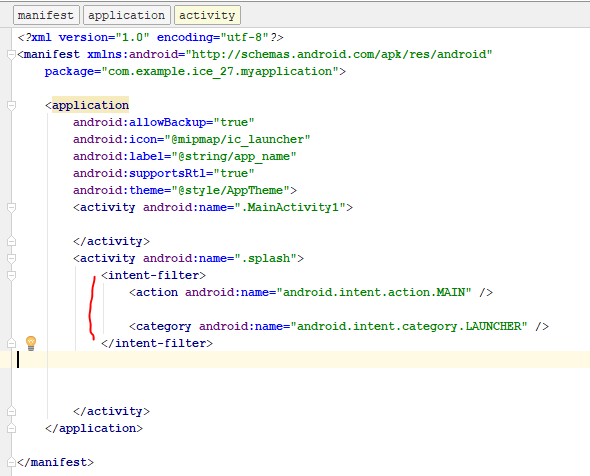 manifest application activity
<?xml version="1.0" encoding="utf-8"?>
<manifest xmlns:android="http://schemas.android.com/apk/res/android"
    package="com.example.ice_27.myapplication">
    <application
        android:allowBackup="true"
        android:icon="@mipmap/ic_launcher"
        android:label="@string/app_name"
        android:supportsRtl="true"
        android:theme="@style/AppTheme">
        <activity android:name=".MainActivity1">
        </activity>
        <activity android:name=".splash">
            <intent-filter>
                <action android:name="android.intent.action.MAIN" />
                <category android:name="android.intent.category.LAUNCHER" />
            </intent-filter>
        </activity>
    </application>
</manifest>